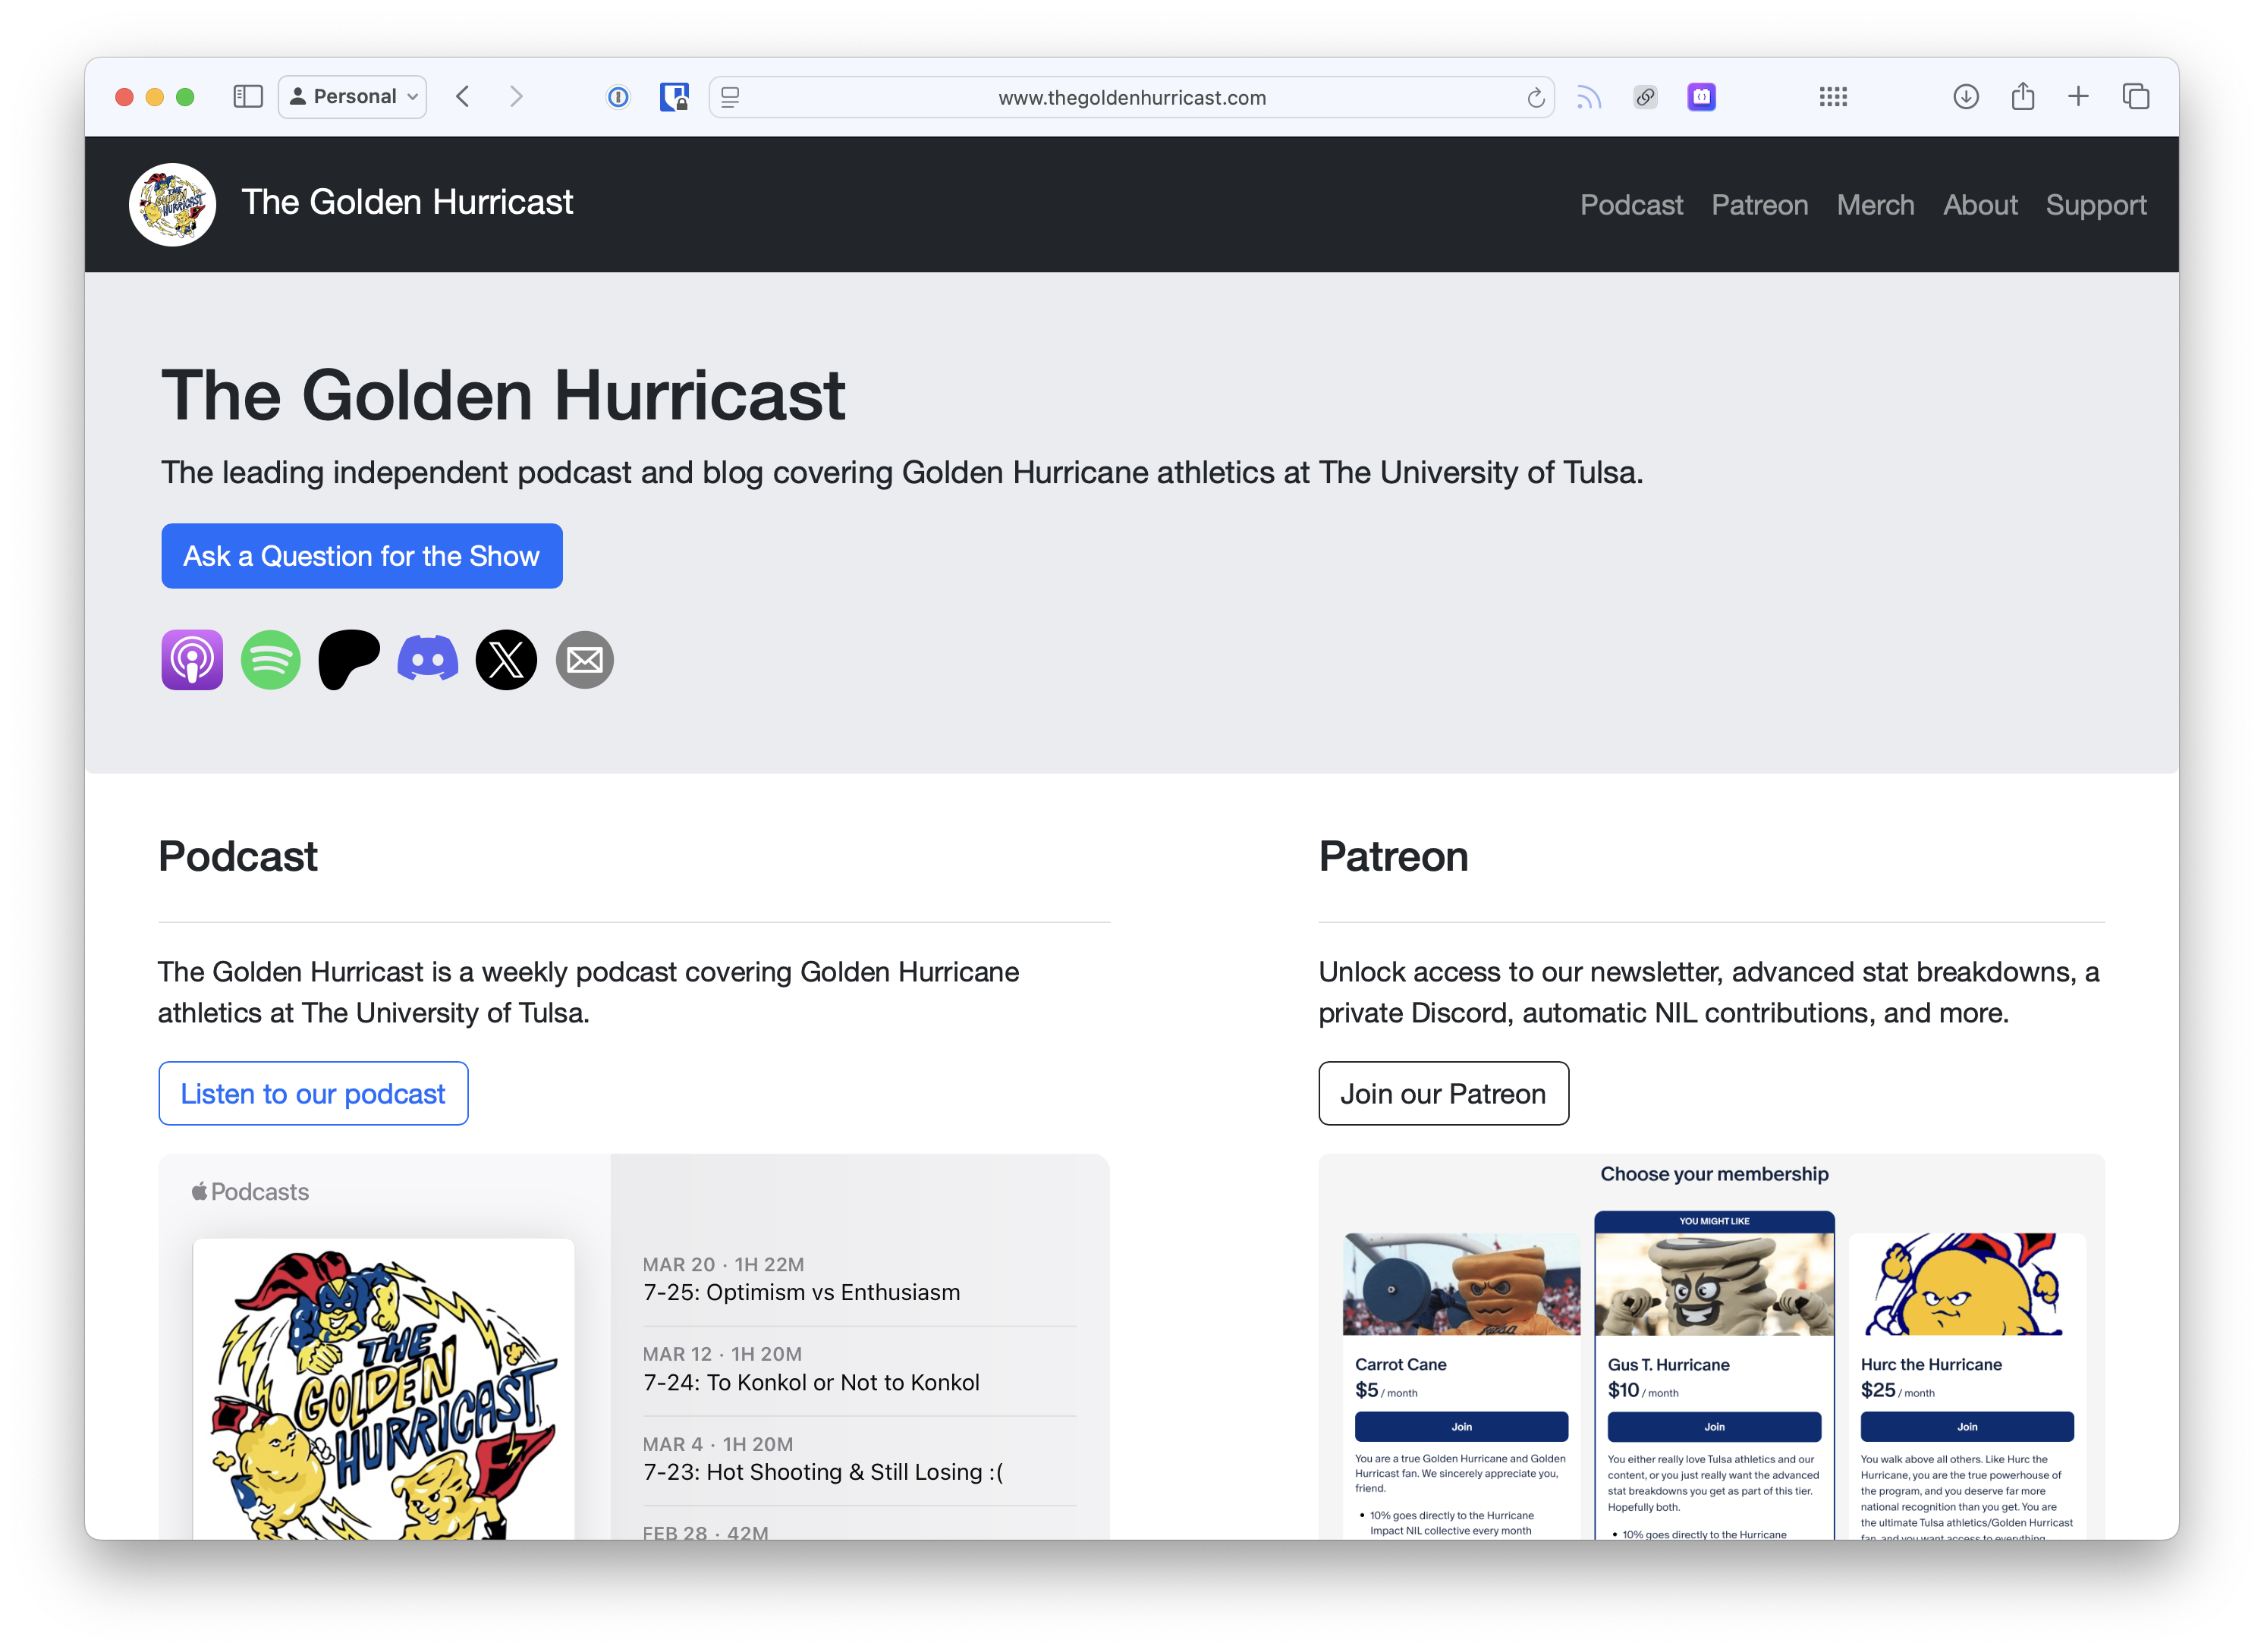 Personal
www.thegoldenhurricast.com
THE GOLDEN HURRICAST
The Golden Hurricast
Podcast Patreon Merch About Support
The Golden Hurricast
The leading independent podcast and blog covering Golden Hurricane athletics at The University of Tulsa.
Ask a Question for the Show
Podcast
The Golden Hurricast is a weekly podcast covering Golden Hurricane
athletics at The University of Tulsa.
Listen to our podcast
Podcasts
THE
GOLDEN
HURRICAST
MAR 20 · 1H 22M
7-25: Optimism vs Enthusiasm
MAR 12 · 1H 20M
7-24: To Konkol or Not to Konkol
MAR 4 · 1H 20M
7-23: Hot Shooting & Still Losing :(
FEB 28 · 42M
Patreon
Unlock access to our newsletter, advanced stat breakdowns, a
private Discord, automatic NIL contributions, and more.
Join our Patreon
Choose your membership
Tulsa
Carrot Cane
$5 / month
Join
You are a true Golden Hurricane and Golden
Hurricast fan. We sincerely appreciate you,
friend.
• 10% goes directly to the Hurricane
Impact NIL collective every month
YOU MIGHT LIKE
Gus T. Hurricane
$10 / month
Join
You either really love Tulsa athletics and our
content, or you just really want the advanced
stat breakdowns you get as part of this tier.
Hopefully both.
• 10% goes directly to the Hurricane
Hurc the Hurricane
$25 / month
Join
You walk above all others. Like Hurc the
Hurricane, you are the true powerhouse of
the program, and you deserve far more
national recognition than you get. You are
the ultimate Tulsa athletics/Golden Hurricast
fan, and you want access to everything